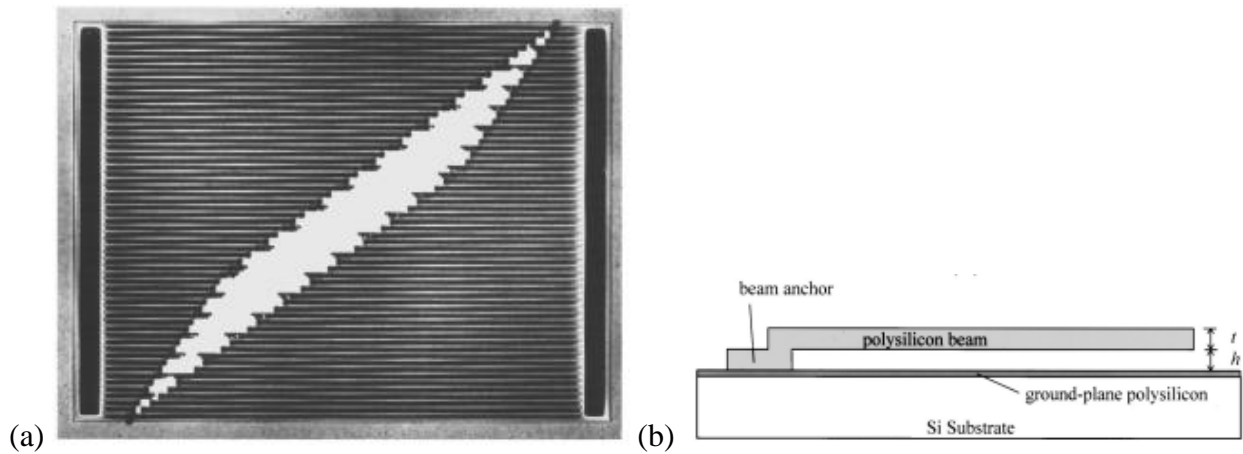 (a)
(b)
beam anchor
polysilicon beam
t
h
ground-plane polysilicon
Si Substrate